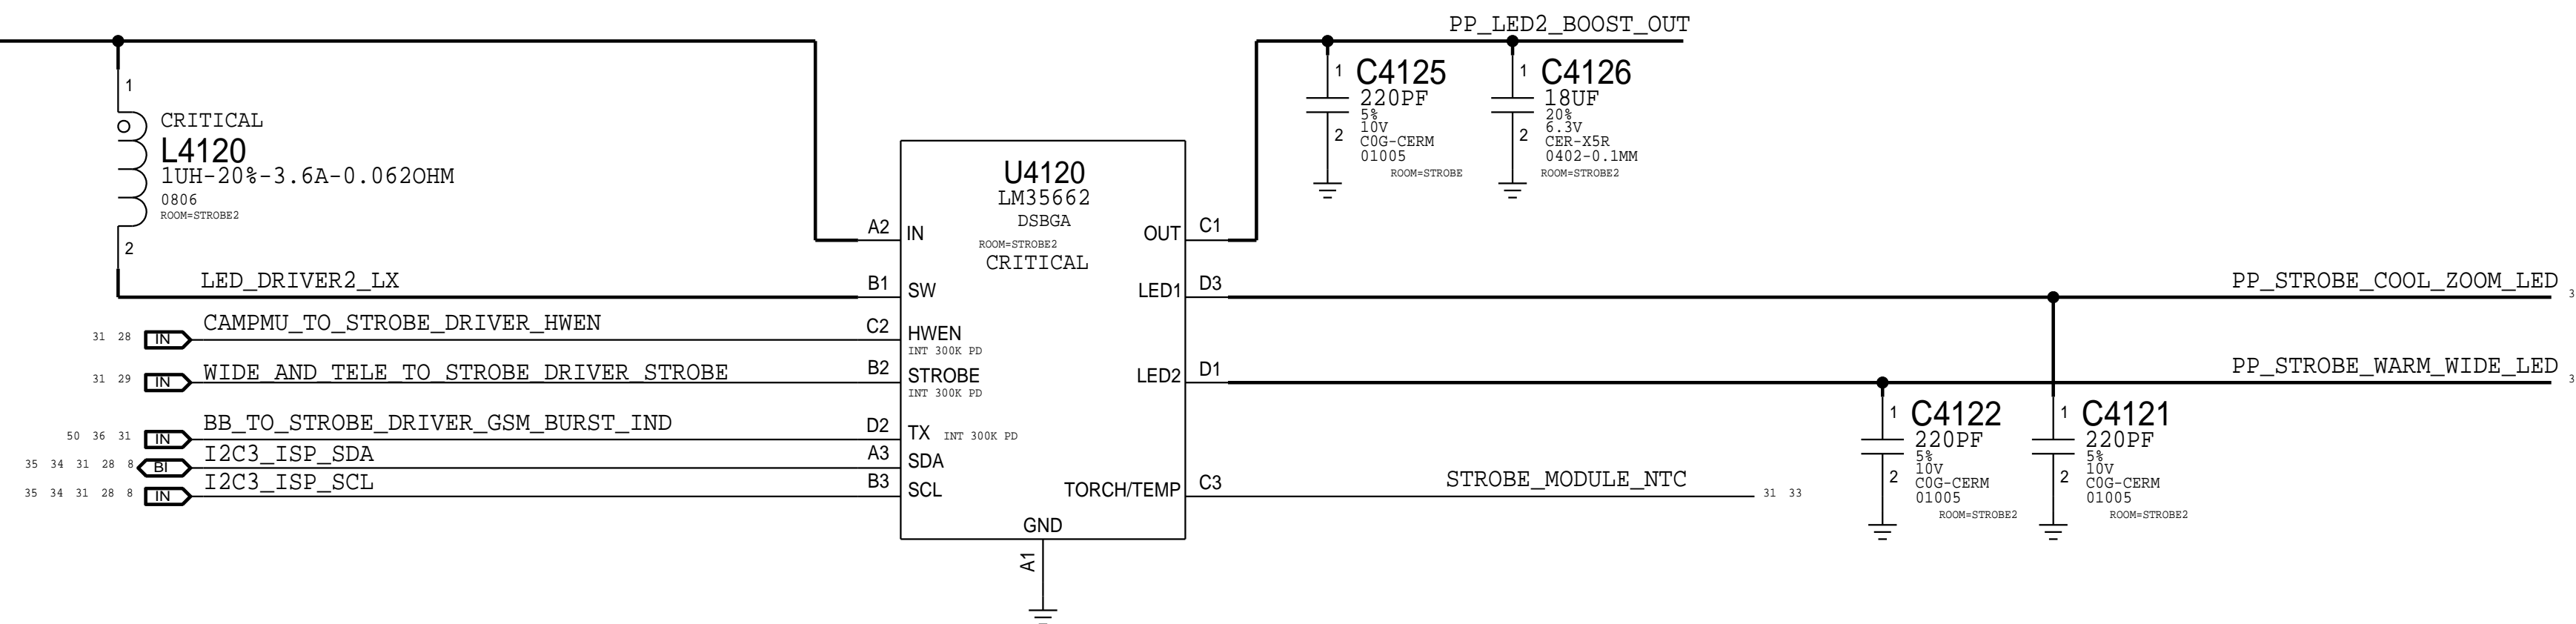 PP_LED2_BOOST_OUT
1
CRITICAL
L4120
1UH-20%-3.6A-0.062OHM
0806
ROOM=STROBE2
2
LED_DRIVER2_LX
1
C4125
220PF
5%
10V
C0G-CERM
01005
ROOM=STROBE
2
1
C4126
18UF
20%
6.3V
CER-X5R
0402-0.1MM
ROOM=STROBE2
2
U4120
LM35662
DSBGA
ROOM=STROBE2
CRITICAL
A2 IN
OUT C1
B1 SW
LED1 D3
PP_STROBE_COOL_ZOOM_LED 3
31 28 IN CAMPMU_TO_STROBE_DRIVER_HWEN C2 HWEN
INT 300K PD
31 29 IN WIDE_AND_TELE_TO_STROBE_DRIVER_STROBE B2 STROBE
INT 300K PD
LED2 D1
PP_STROBE_WARM_WIDE_LED 3
50 36 31 IN BB_TO_STROBE_DRIVER_GSM_BURST_IND D2 TX INT 300K PD
35 34 31 28 8 BI I2C3_ISP_SDA A3 SDA
35 34 31 28 8 IN I2C3_ISP_SCL B3 SCL
TORCH/TEMP C3 STROBE_MODULE_NTC 31 33
GND
A1
1
C4122
220PF
5%
10V
C0G-CERM
01005
ROOM=STROBE2
2
1
C4121
220PF
5%
10V
C0G-CERM
01005
ROOM=STROBE2
2